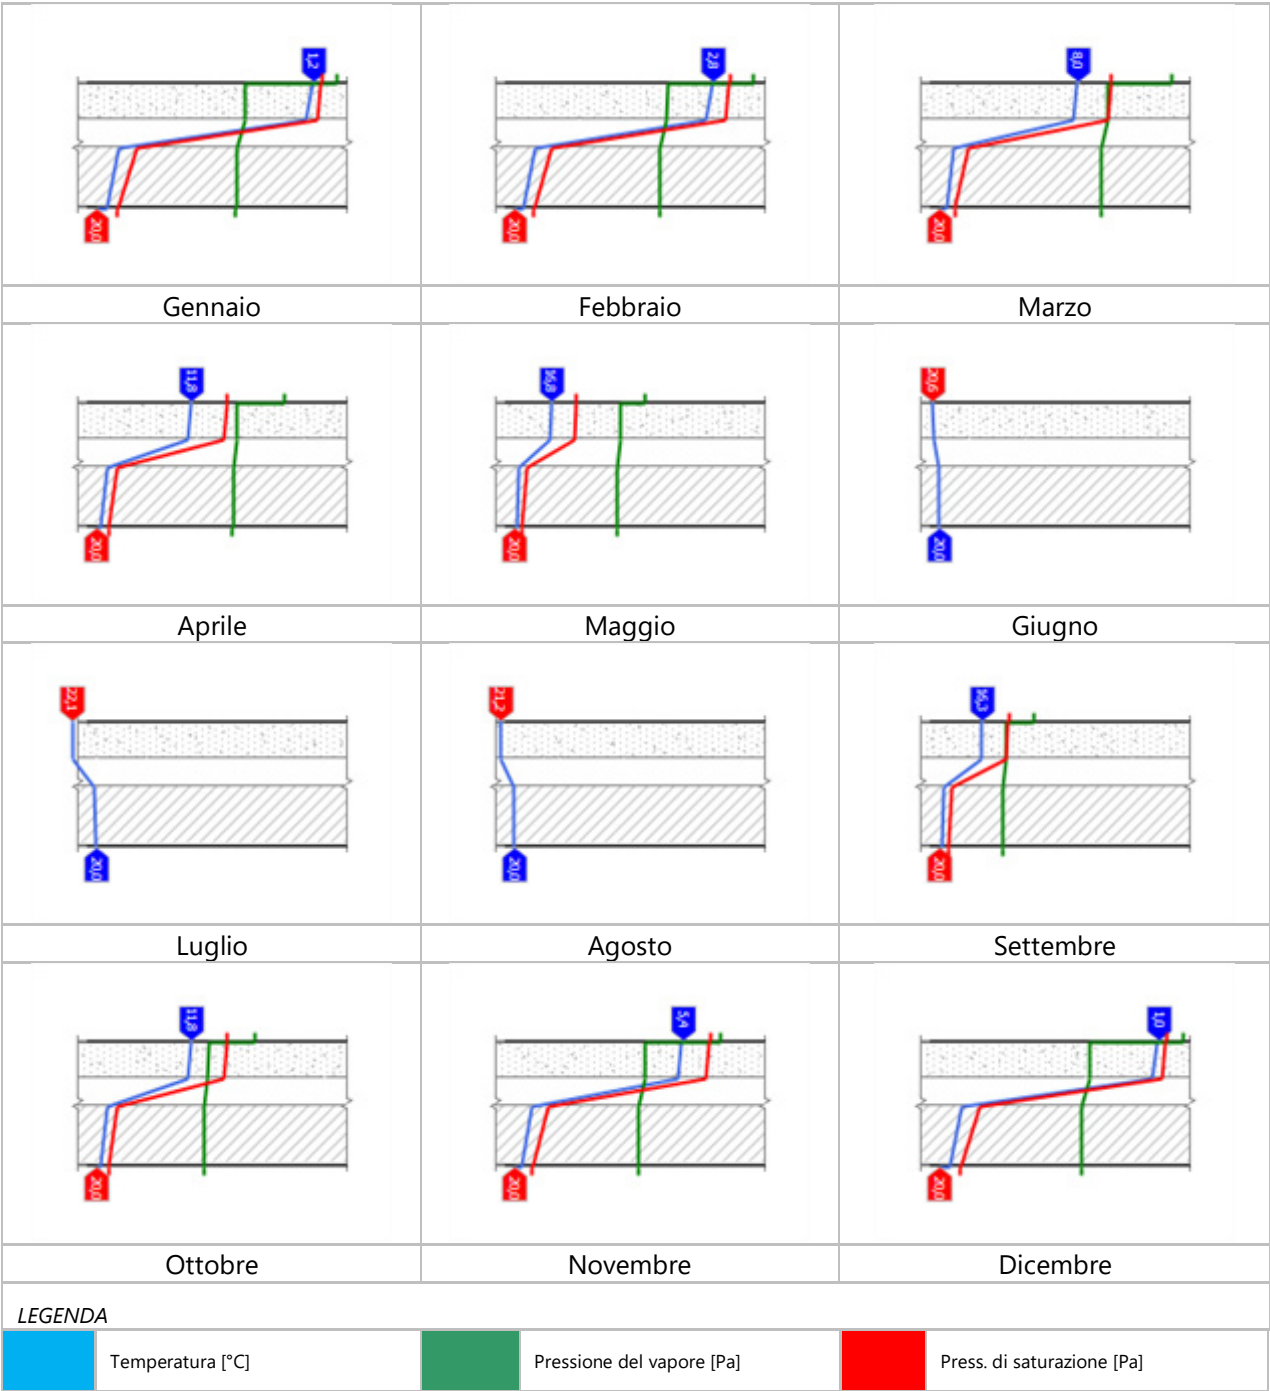 1,2
2,8
8,0
20,0
20,0
20,0
Gennaio
Febbraio
Marzo
11,8
16,8
20,6
20,0
20,0
20,0
Aprile
Maggio
Giugno
22,1
21,2
16,3
20,0
20,0
20,0
Luglio
Agosto
Settembre
11,8
5,4
1,0
20,0
20,0
20,0
Ottobre
Novembre
Dicembre
LEGENDA
Temperatura [°C]
Pressione del vapore [Pa]
Press. di saturazione [Pa]